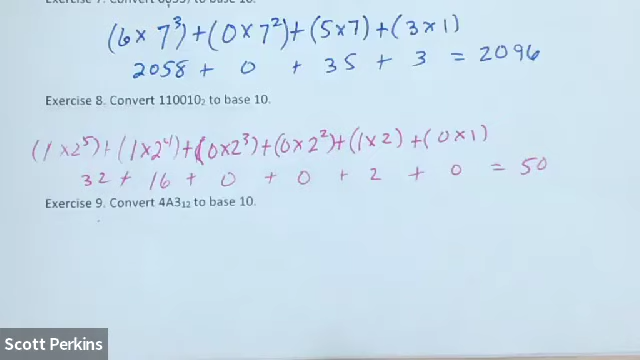 (6 × 7³) + (0 × 7²) + (5 × 7) + (3 × 1)
2058 + 0 + 35 + 3 = 2096
Exercise 8. Convert 110010₂ to base 10.
(1 × 2⁵) + (1 × 2⁴) + (0 × 2³) + (0 × 2²) + (1 × 2) + (0 × 1)
32 + 16 + 0 + 0 + 2 + 0 = 50
Exercise 9. Convert 4A3₁₂ to base 10.
Scott Perkins